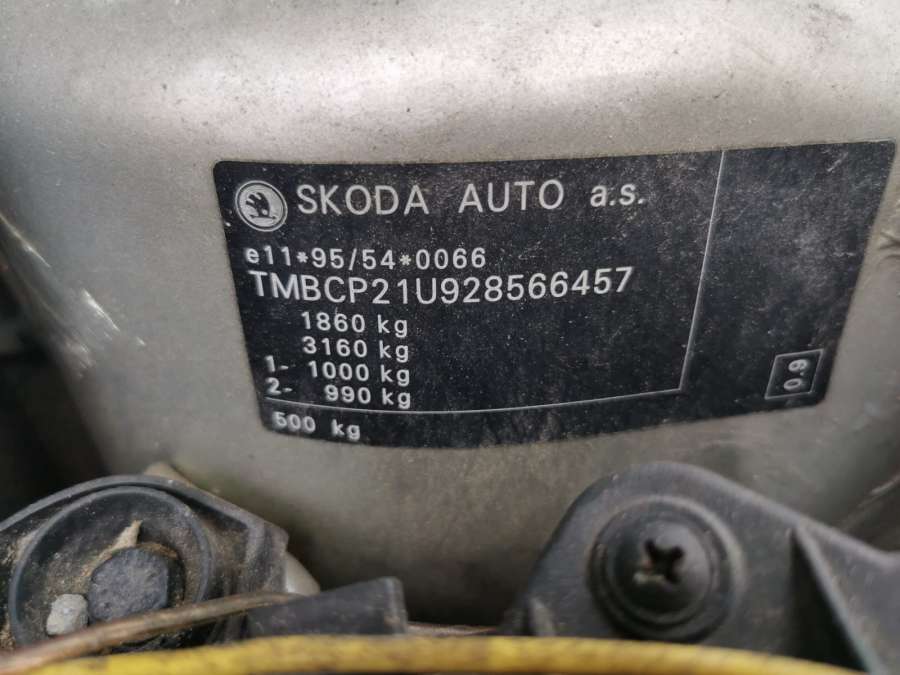 SKODA AUTO a.s.
e11*95/54*0066
TMBCP21U928566457
1860 kg
3160 kg
1- 1000 kg
2- 990 kg
500 kg
0.9